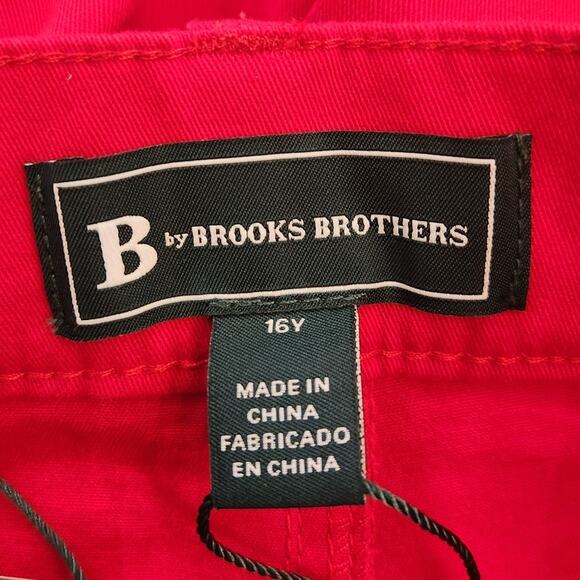 B by BROOKS BROTHERS
16Y
MADE IN
CHINA
FABRICADO
EN CHINA